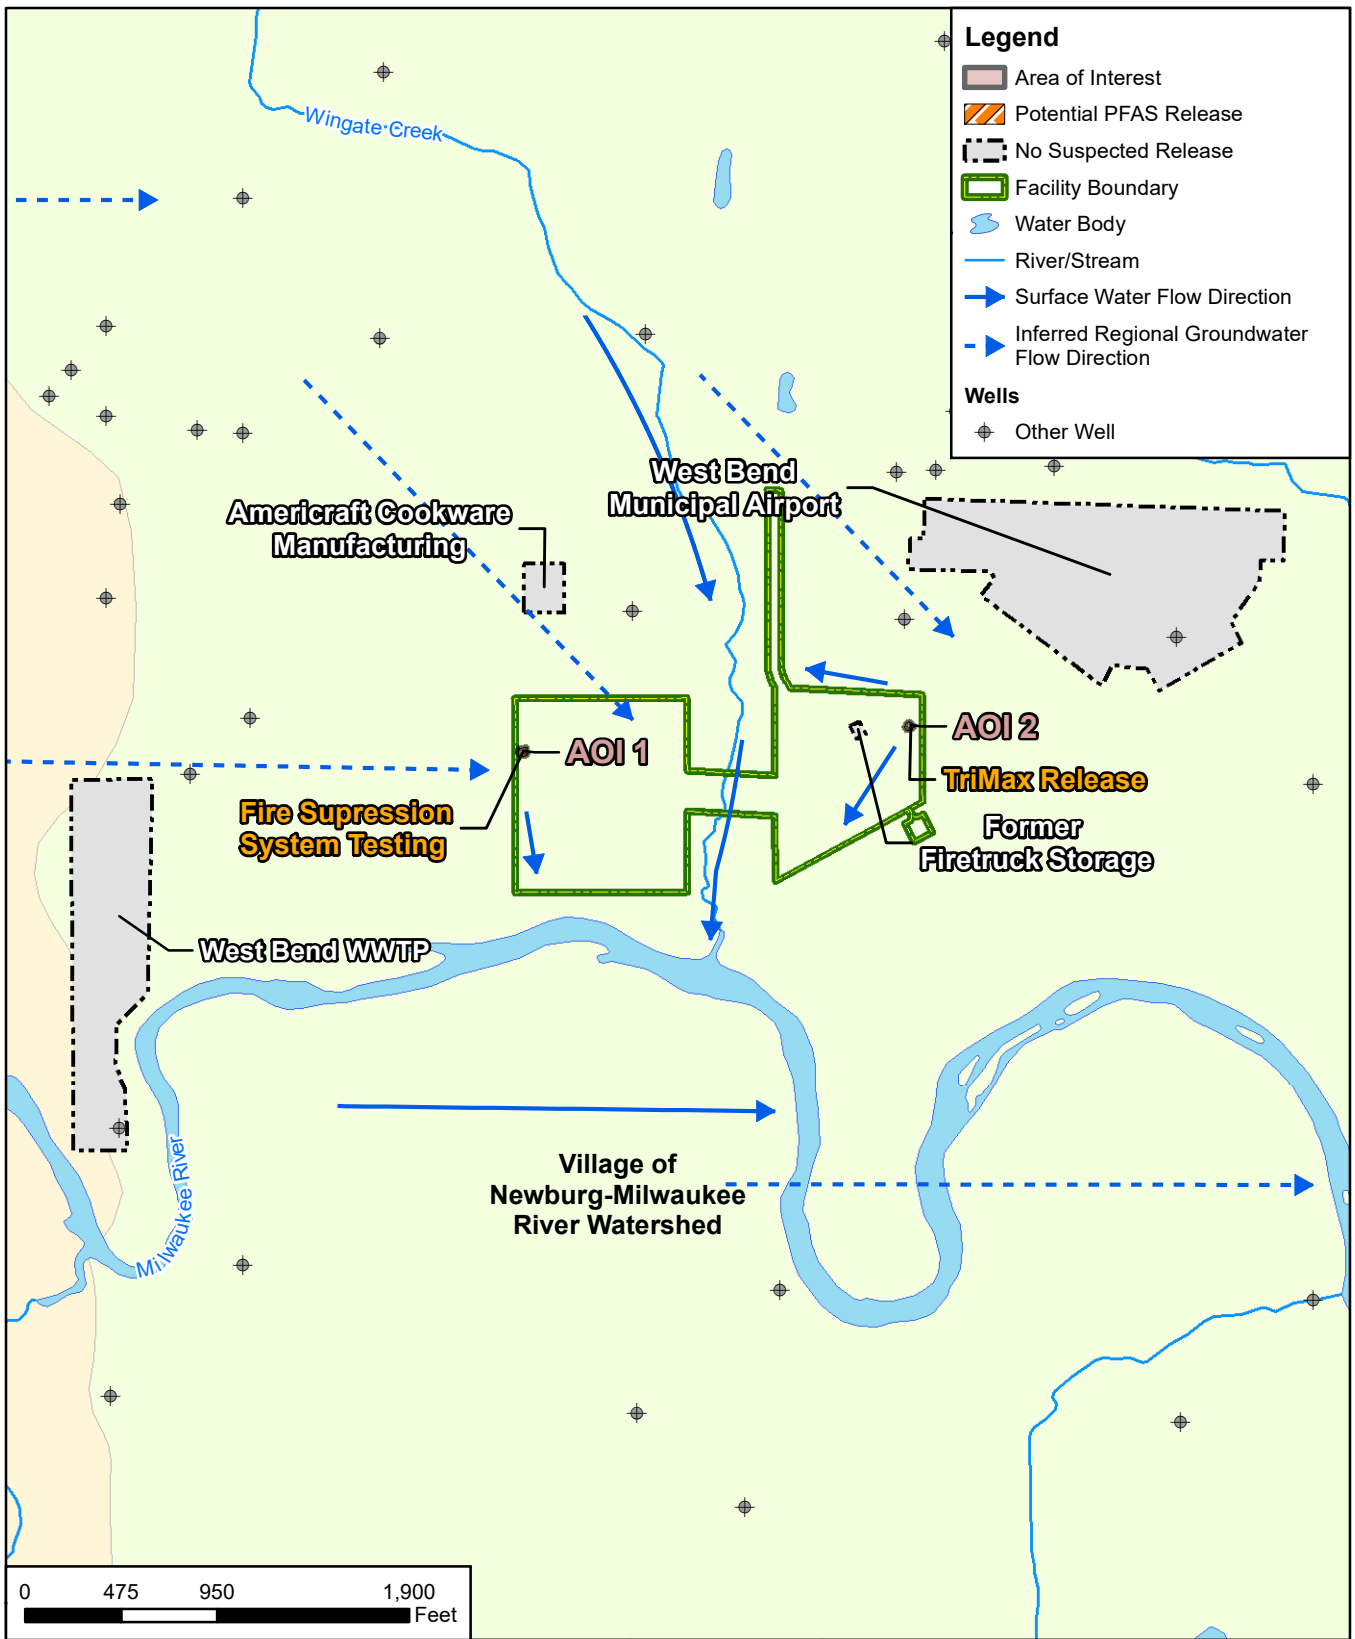 Legend
Area of Interest
Potential PFAS Release
No Suspected Release
Facility Boundary
Water Body
River/Stream
Surface Water Flow Direction
Inferred Regional Groundwater
Flow Direction
Wells
Other Well
Wingate Creek
West Bend
Municipal Airport
Americraft Cookware
Manufacturing
AOI 1
AOI 2
TriMax Release
Fire Supression
System Testing
Former
Firetruck Storage
West Bend WWTP
Milwaukee River
Village of
Newburg-Milwaukee
River Watershed
0 475 950 1,900
Feet